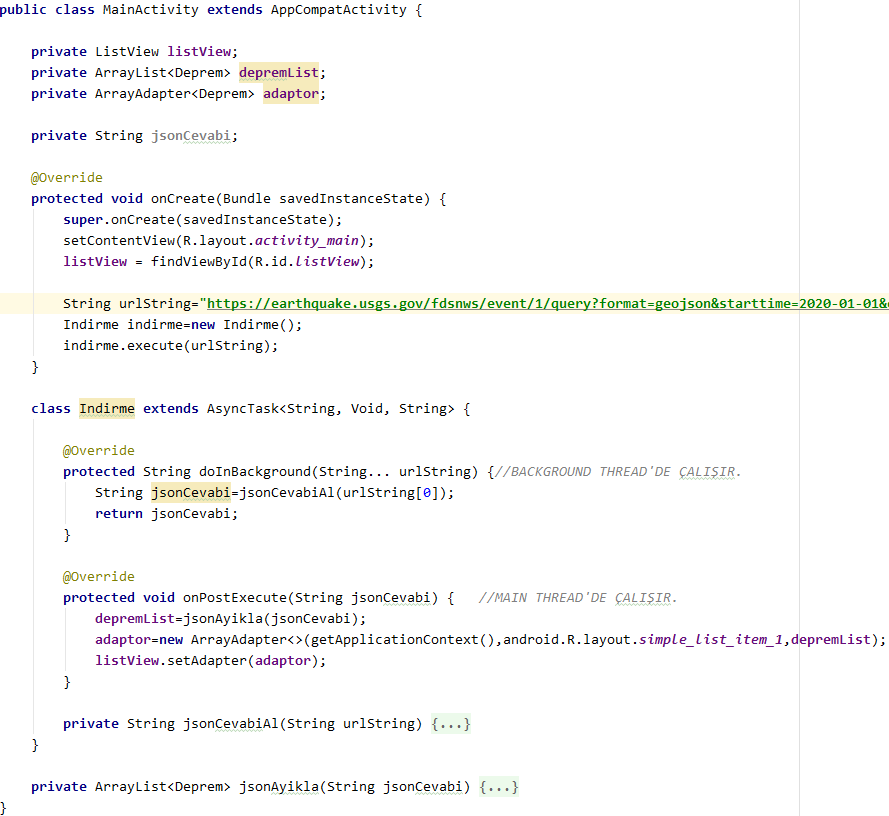 public class MainActivity extends AppCompatActivity {
private ListView listView;
private ArrayList<Deprem> depremList;
private ArrayAdapter<Deprem> adaptor;
private String jsonCevabi;
@Override
protected void onCreate(Bundle savedInstanceState) {
super.onCreate(savedInstanceState);
setContentView(R.layout.activity_main);
listView = findViewById(R.id.listView);
String urlString="https://earthquake.usgs.gov/fdsnws/event/1/query?format=geojson&starttime=2020-01-01&
Indirme indirme=new Indirme();
indirme.execute(urlString);
}
class Indirme extends AsyncTask<String, Void, String> {
@Override
protected String doInBackground(String... urlString) {//BACKGROUND THREAD'DE ÇALIŞIR.
String jsonCevabi=jsonCevabiAl(urlString[0]);
return jsonCevabi;
}
@Override
protected void onPostExecute(String jsonCevabi) { //MAIN THREAD'DE ÇALIŞIR.
depremList=jsonAyikla(jsonCevabi);
adaptor=new ArrayAdapter<>(getApplicationContext(),android.R.layout.simple_list_item_1,depremList);
listView.setAdapter(adaptor);
}
private String jsonCevabiAl(String urlString) {...}
}
private ArrayList<Deprem> jsonAyikla(String jsonCevabi) {...}
}